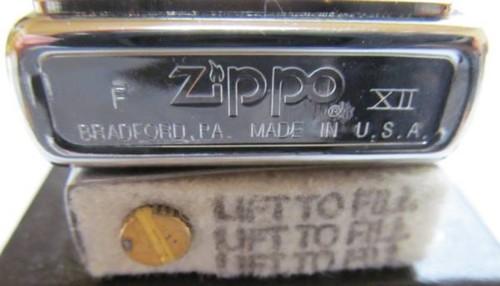 F Zippo ® XII
BRADFORD, PA. MADE IN U.S.A.
LIFT TO FILL
LIFT TO FILL
LIFT TO FILL